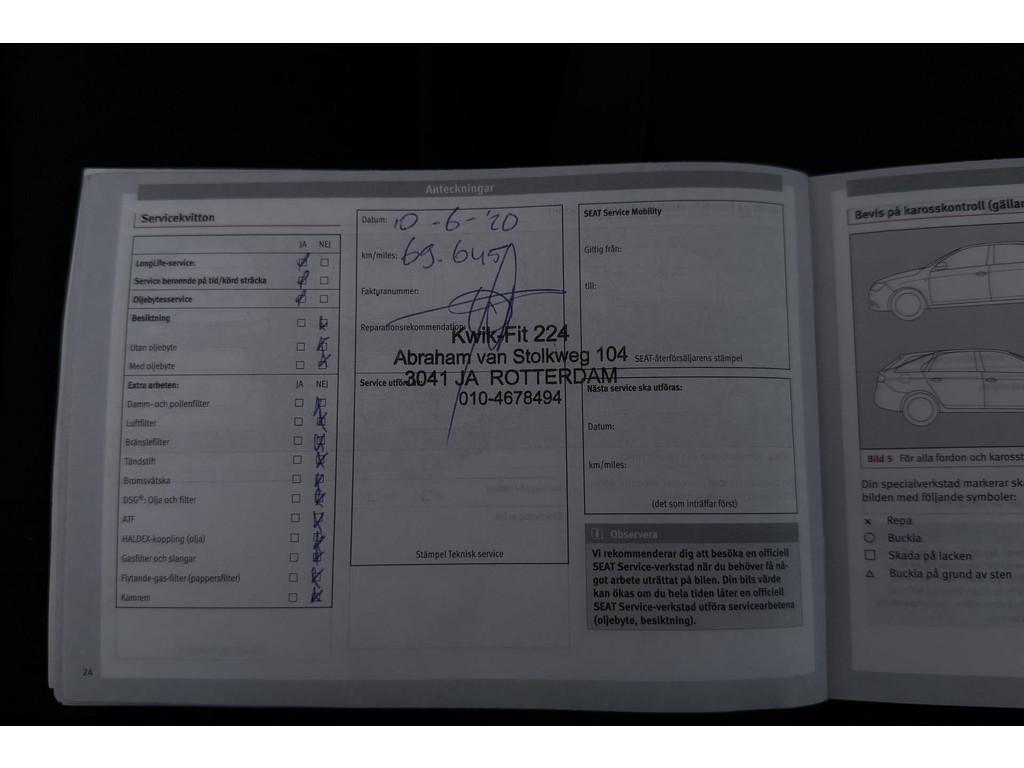 Anteckningar
Servicekvitton
JA NEJ
LongLife-service:
Service beroende på tid/körd sträcka
Oljebytesservice
Besiktning
Utan oljebyte
Med oljebyte
Extra arbeten: JA NEJ
Damm- och pollenfilter
Luftfilter
Bränslefilter
Tändstift
Bromsvätska
DSG®: Olja och filter
ATF
HALDEX-koppling (olja)
Gasfilter och slangar
Flytande-gas-filter (pappersfilter)
Kamrem
24
Datum: 10-6-'20
km/miles: 69.645
Fakturanummer:
Reparationsrekommendation:
Kwik-Fit 224
Abraham van Stolkweg 104
3041 JA ROTTERDAM
010-4678494
Service utförd
Stämpel Teknisk service
SEAT Service Mobility
Giltig från:
till:
SEAT-återförsäljarens stämpel
Nästa service ska utföras:
Datum:
km/miles:
(det som inträffar först)
Observera
Vi rekommenderar dig att besöka en officiell
SEAT Service-verkstad när du behöver få nå-
got arbete uträttat på bilen. Din bils värde
kan ökas om du hela tiden låter en officiell
SEAT Service-verkstad utföra servicearbetena
(oljebyte, besiktning).
Bevis på karosskontroll (gällan
Bild 5 För alla fordon och karosst
Din specialverkstad markerar ska
bilden med följande symboler:
x Repa
○ Buckla
□ Skada på lacken
△ Buckla på grund av sten